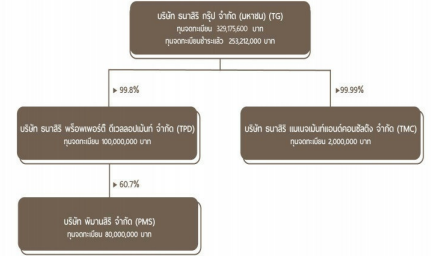 บริษัท ธนาสิริ กรุ๊ป จำกัด (มหาชน) (TG)
ทุนจดทะเบียน 329,175,600 บาท
ทุนจดทะเบียนชำระแล้ว 253,212,000 บาท
99.8%
99.99%
บริษัท ธนาสิริ พร็อพเพอร์ตี้ ดีเวลลอปเม้นท์ จำกัด (TPD)
ทุนจดทะเบียน 100,000,000 บาท
บริษัท ธนาสิริ แมเนจเม้นท์แอนด์คอนซัลติ้ง จำกัด (TMC)
ทุนจดทะเบียน 2,000,000 บาท
60.7%
บริษัท พิมานสิริ จำกัด (PMS)
ทุนจดทะเบียน 80,000,000 บาท